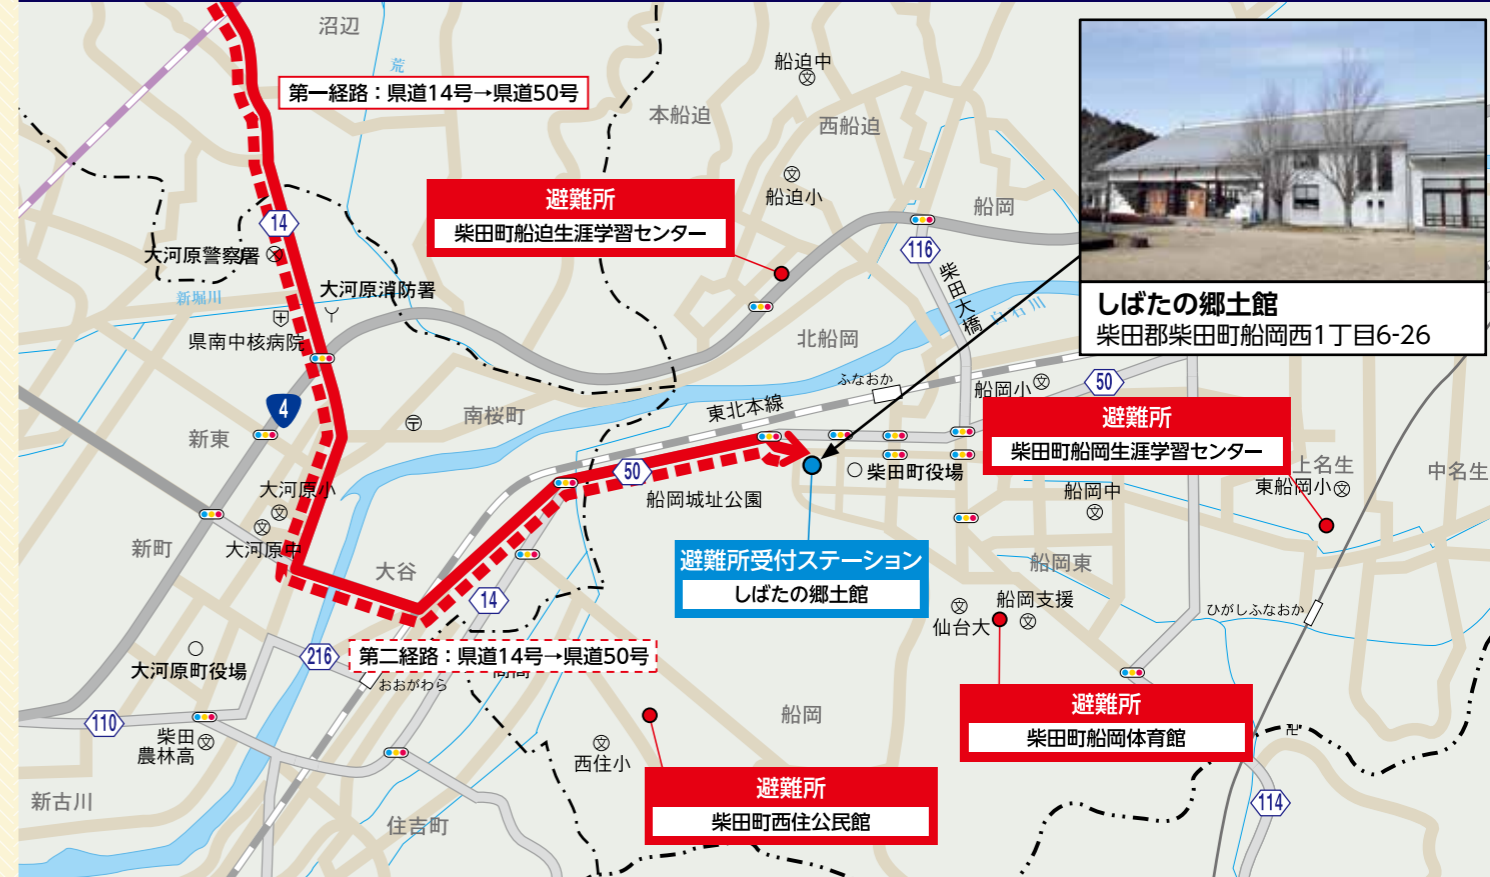 沼辺
荒
船迫中
第一経路：県道14号→県道50号
本船迫
西船迫
船迫小
避難所
柴田町船迫生涯学習センター
船岡
14
116
大河原警察署
新堀川
大河原消防署
柴田大橋
白石川
県南中核病院
北船岡
しばたの郷土館
柴田郡柴田町船岡西1丁目6-26
ふなおか
船岡小
50
4
南桜町
東北本線
新東
避難所
柴田町船岡生涯学習センター
上名生
中名生
50
柴田町役場
船岡城址公園
大河原小
船岡中
東船岡小
新町
大河原中
大谷
避難所受付ステーション
しばたの郷土館
船岡東
14
船岡支援
仙台大
ひがしふなおか
大河原町役場
216
第二経路：県道14号→県道50号
おおがわら
避難所
柴田町船岡体育館
110
柴田
農林高
船岡
西住小
避難所
柴田町西住公民館
新古川
住吉町
114